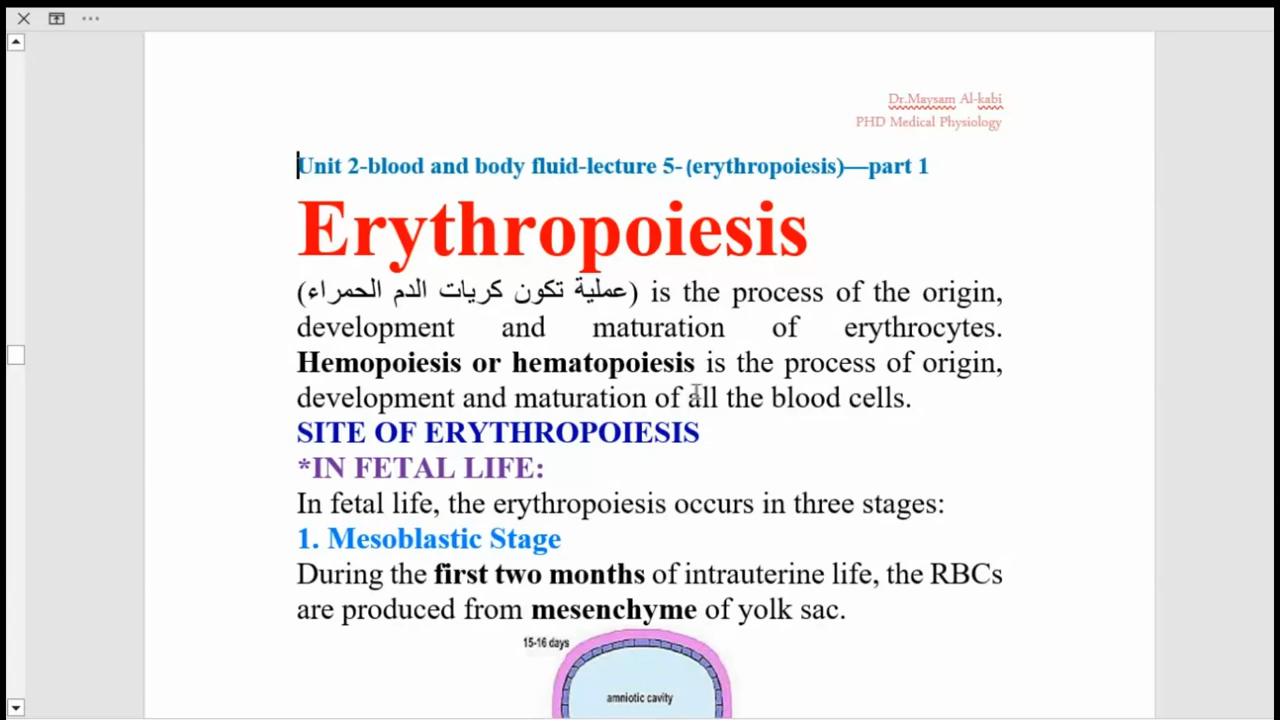 Dr.Maysam Al-kabi
PHD Medical Physiology
Unit 2-blood and body fluid-lecture 5-(erythropoiesis)—part 1
Erythropoiesis
(عملية تكون كريات الدم الحمراء) is the process of the origin,
development and maturation of erythrocytes.
Hemopoiesis or hematopoiesis is the process of origin,
development and maturation of all the blood cells.
SITE OF ERYTHROPOIESIS
*IN FETAL LIFE:
In fetal life, the erythropoiesis occurs in three stages:
1. Mesoblastic Stage
During the first two months of intrauterine life, the RBCs
are produced from mesenchyme of yolk sac.
15-16 days
amniotic cavity